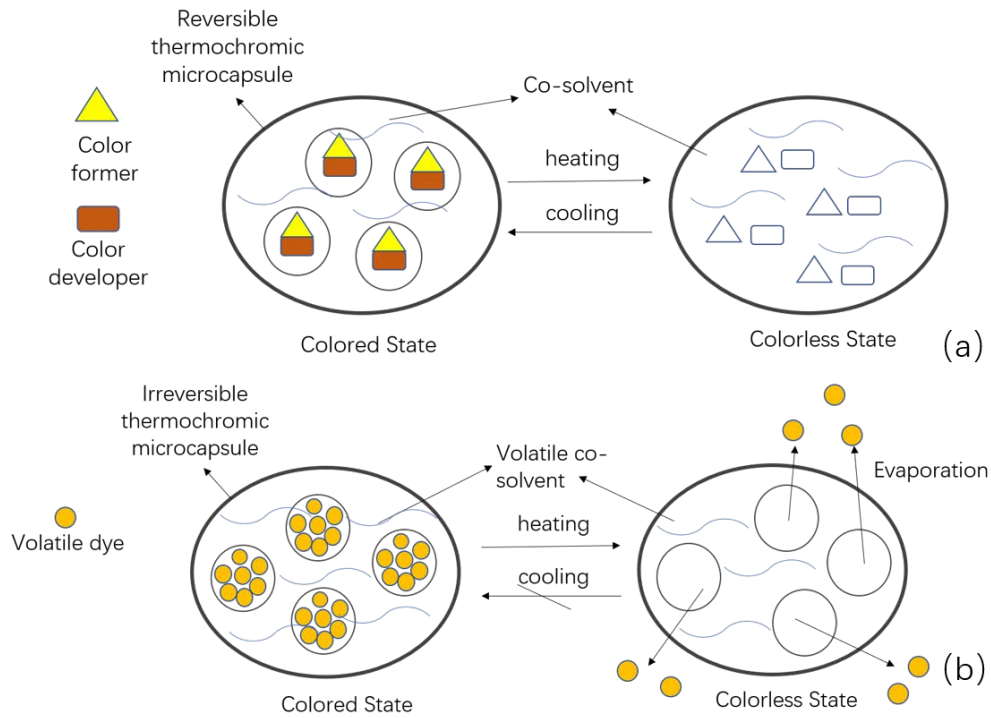 Reversible
thermochromic
microcapsule
Co-solvent
Color
former
heating
cooling
Color
developer
Colored State
Colorless State
(a)
Irreversible
thermochromic
microcapsule
Volatile co-
solvent
Evaporation
Volatile dye
heating
cooling
Colored State
Colorless State
(b)